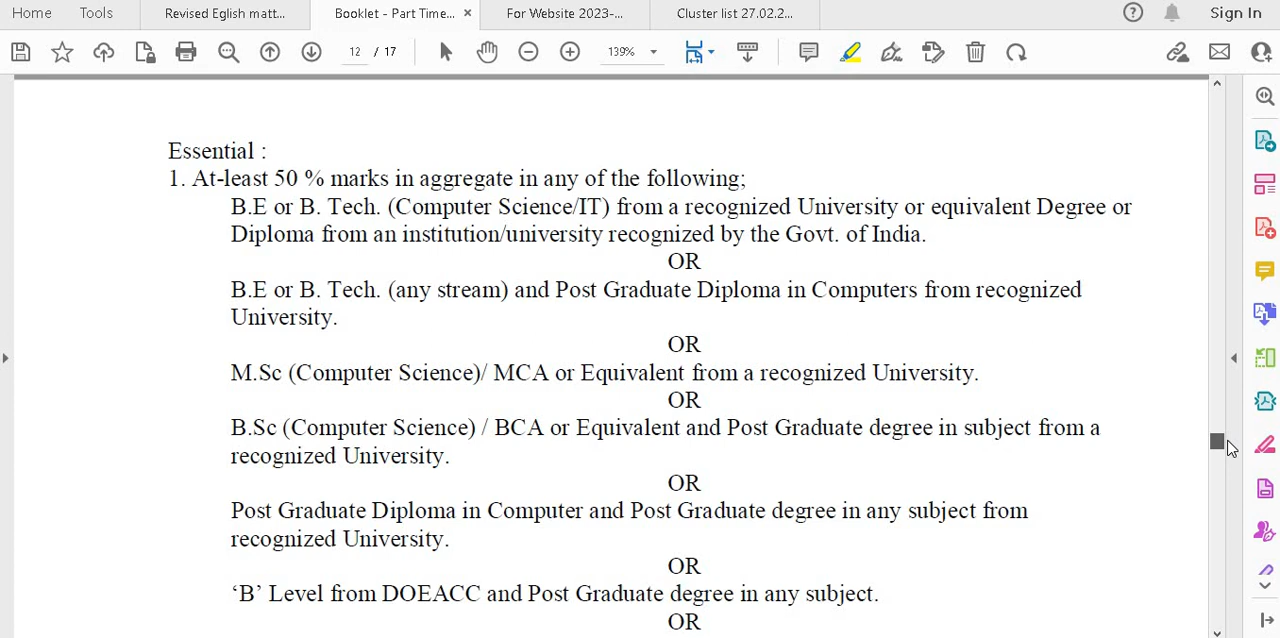 Home Tools Revised Eglish matt... Booklet - Part Time... × For Website 2023-... Cluster list 27.02.2... Sign In
12 / 17 139%
Essential :
1. At-least 50 % marks in aggregate in any of the following;
B.E or B. Tech. (Computer Science/IT) from a recognized University or equivalent Degree or
Diploma from an institution/university recognized by the Govt. of India.
OR
B.E or B. Tech. (any stream) and Post Graduate Diploma in Computers from recognized
University.
OR
M.Sc (Computer Science)/ MCA or Equivalent from a recognized University.
OR
B.Sc (Computer Science) / BCA or Equivalent and Post Graduate degree in subject from a
recognized University.
OR
Post Graduate Diploma in Computer and Post Graduate degree in any subject from
recognized University.
OR
‘B’ Level from DOEACC and Post Graduate degree in any subject.
OR